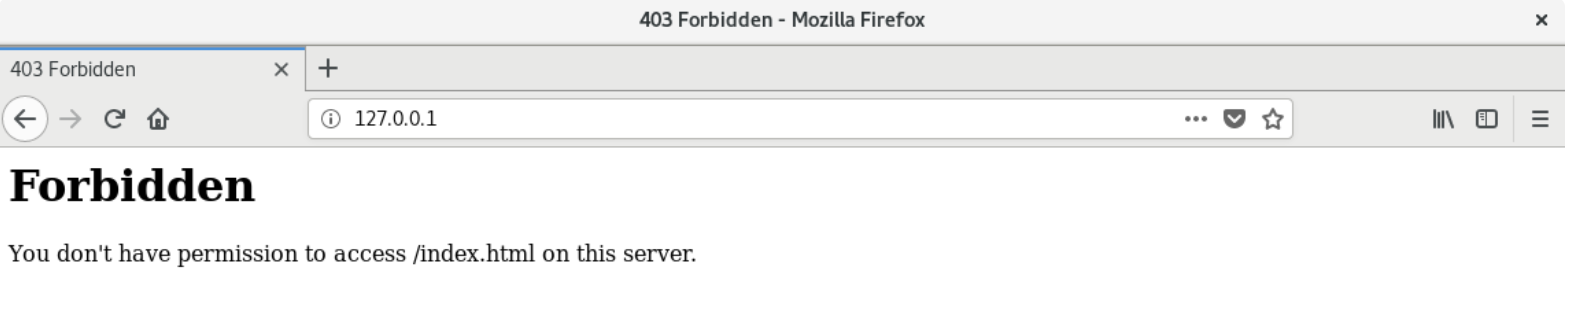 403 Forbidden - Mozilla Firefox
403 Forbidden
127.0.0.1
Forbidden
You don't have permission to access /index.html on this server.